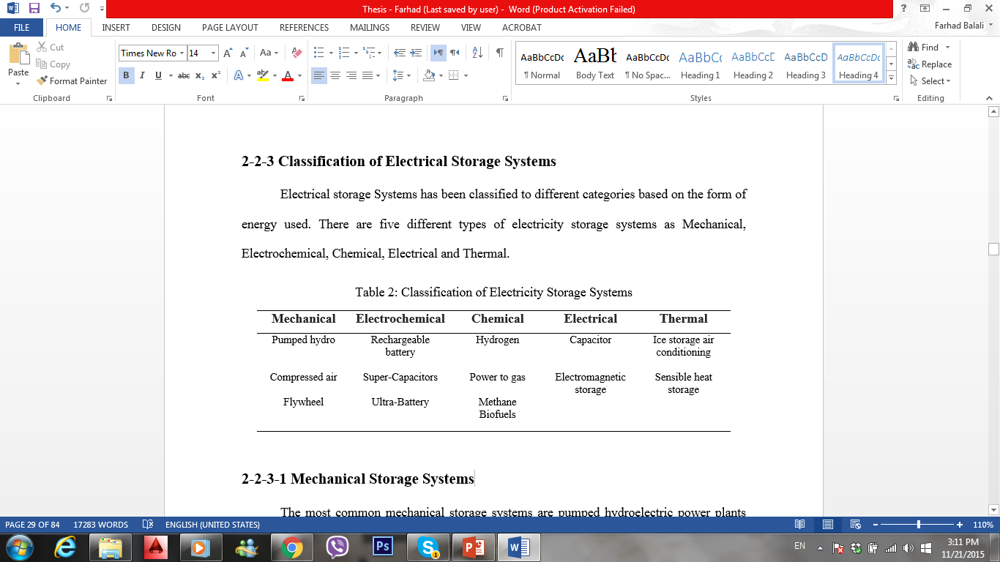 Thesis - Farhad (Last saved by user) - Word (Product Activation Failed)
FILE HOME INSERT DESIGN PAGE LAYOUT REFERENCES MAILINGS REVIEW VIEW ACROBAT Farhad Balali
Paste
Cut
Copy
Format Painter
Clipboard
Times New Ro 14
B I U abc x₂ x²
Font
Paragraph
AaBbCcDc AaBb AaBbCcDc AaBbC AaBbCcD AaBbCcD AaBbCcDc
¶ Normal Body Text ¶ No Spac... Heading 1 Heading 2 Heading 3 Heading 4
Styles
Find
Replace
Select
Editing
2-2-3 Classification of Electrical Storage Systems
Electrical storage Systems has been classified to different categories based on the form of
energy used. There are five different types of electricity storage systems as Mechanical,
Electrochemical, Chemical, Electrical and Thermal.
Table 2: Classification of Electricity Storage Systems
Mechanical Electrochemical Chemical Electrical Thermal
Pumped hydro Rechargeable Hydrogen Capacitor Ice storage air
battery conditioning
Compressed air Super-Capacitors Power to gas Electromagnetic Sensible heat
storage storage
Flywheel Ultra-Battery Methane
Biofuels
2-2-3-1 Mechanical Storage Systems
The most common mechanical storage systems are pumped hydroelectric power plants
PAGE 29 OF 84 17283 WORDS ENGLISH (UNITED STATES) 110%
EN 3:11 PM
11/21/2015